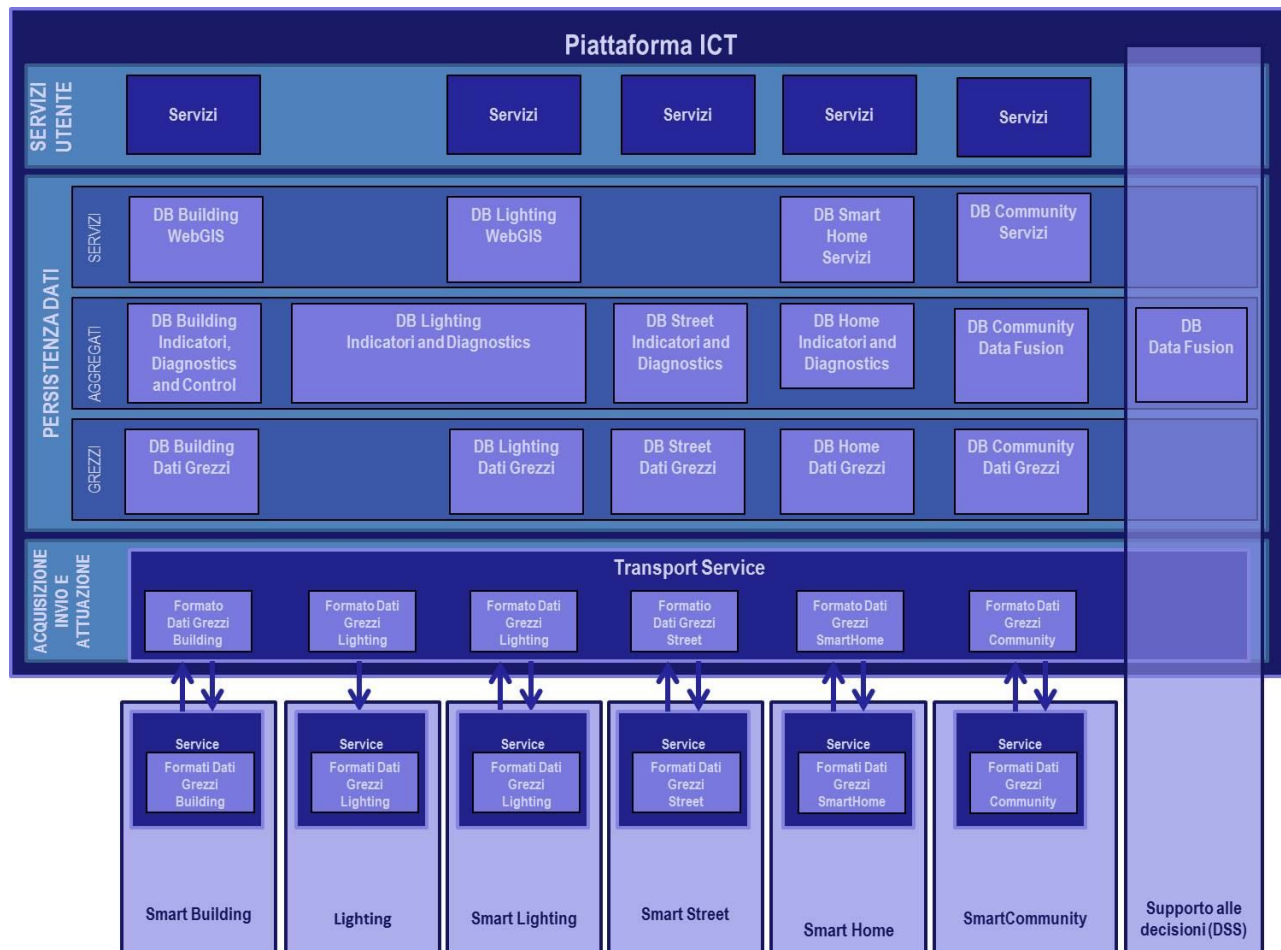 Piattaforma ICT
SERVIZI
UTENTE
Servizi
Servizi
Servizi
Servizi
Servizi
PERSISTENZA DATI
SERVIZI
DB Building
WebGIS
DB Lighting
WebGIS
DB Smart
Home
Servizi
DB Community
Servizi
AGGREGATI
DB Building
Indicatori,
Diagnostics
and Control
DB Lighting
Indicatori and Diagnostics
DB Street
Indicatori and
Diagnostics
DB Home
Indicatori and
Diagnostics
DB Community
Data Fusion
DB
Data Fusion
GREZZI
DB Building
Dati Grezzi
DB Lighting
Dati Grezzi
DB Street
Dati Grezzi
DB Home
Dati Grezzi
DB Community
Dati Grezzi
ACQUISIZIONE
INVIO E
ATTUAZIONE
Transport Service
Formato
Dati Grezzi
Building
Formato Dati
Grezzi
Lighting
Formato Dati
Grezzi
Lighting
Formatio
Dati Grezzi
Street
Formato Dati
Grezzi
SmartHome
Formato Dati
Grezzi
Community
Service
Formati Dati
Grezzi
Building
Smart Building
Service
Formati Dati
Grezzi
Lighting
Lighting
Service
Formati Dati
Grezzi
Lighting
Smart Lighting
Service
Formati Dati
Grezzi
Street
Smart Street
Service
Formati Dati
Grezzi
SmartHome
Smart Home
Service
Formati Dati
Grezzi
Community
SmartCommunity
Supporto alle
decisioni (DSS)